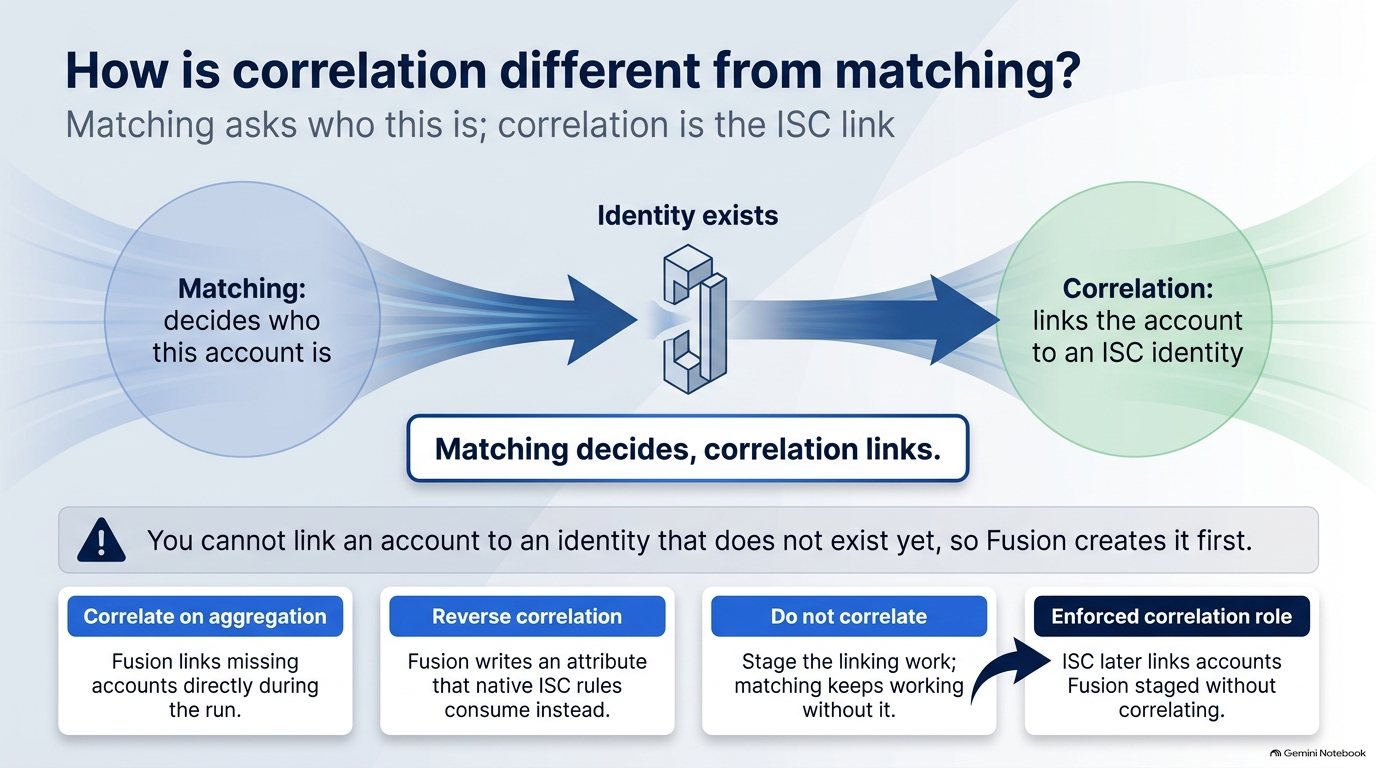 How is correlation different from matching?
Matching asks who this is; correlation is the ISC link
Identity exists
Matching:
decides who
this account is
Correlation:
links the account
to an ISC identity
Matching decides, correlation links.
You cannot link an account to an identity that does not exist yet, so Fusion creates it first.
Correlate on aggregation
Fusion links missing
accounts directly during
the run.
Reverse correlation
Fusion writes an attribute
that native ISC rules
consume instead.
Do not correlate
Stage the linking work;
matching keeps working
without it.
Enforced correlation role
ISC later links accounts
Fusion staged without
correlating.
Gemini Notebook